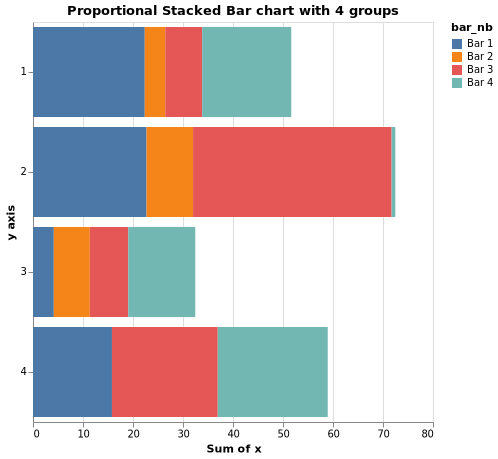 Proportional Stacked Bar chart with 4 groups
bar_nb
Bar 1
Bar 2
Bar 3
Bar 4
y axis
1
2
3
4
0 10 20 30 40 50 60 70 80
Sum of x